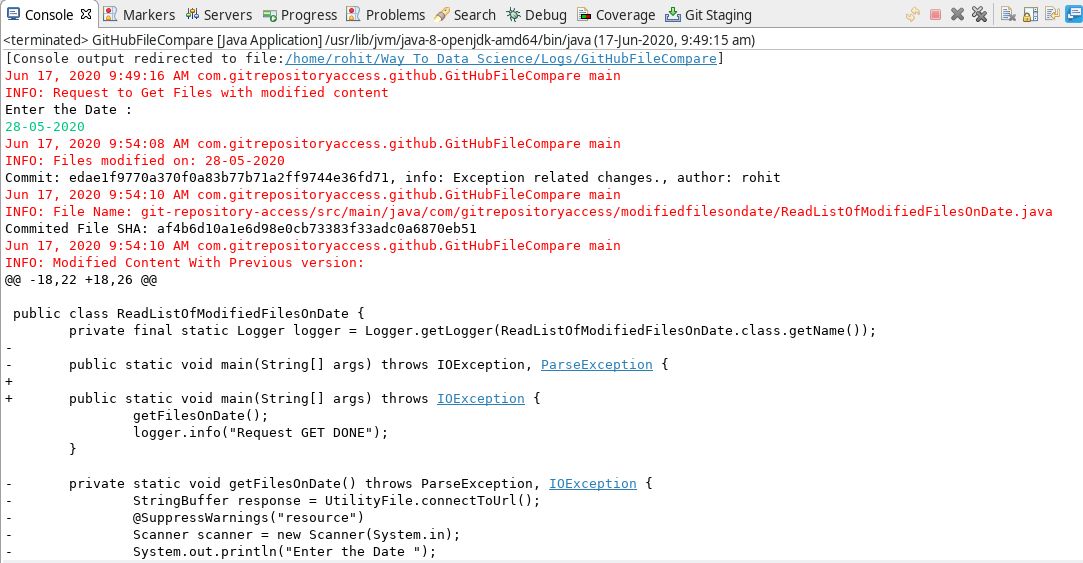 Console Markers Servers Progress Problems Search Debug Coverage Git Staging
<terminated> GitHubFileCompare [Java Application] /usr/lib/jvm/java-8-openjdk-amd64/bin/java (17-Jun-2020, 9:49:15 am)
[Console output redirected to file:/home/rohit/Way To Data Science/Logs/GitHubFileCompare]
Jun 17, 2020 9:49:16 AM com.gitrepositoryaccess.github.GitHubFileCompare main
INFO: Request to Get Files with modified content
Enter the Date :
28-05-2020
Jun 17, 2020 9:54:08 AM com.gitrepositoryaccess.github.GitHubFileCompare main
INFO: Files modified on: 28-05-2020
Commit: edae1f9770a370f0a83b77b71a2ff9744e36fd71, info: Exception related changes., author: rohit
Jun 17, 2020 9:54:10 AM com.gitrepositoryaccess.github.GitHubFileCompare main
INFO: File Name: git-repository-access/src/main/java/com/gitrepositoryaccess/modifiedfilesondate/ReadListOfModifiedFilesOnDate.java
Commited File SHA: af4b6d10a1e6d98e0cb73383f33adc0a6870eb51
Jun 17, 2020 9:54:10 AM com.gitrepositoryaccess.github.GitHubFileCompare main
INFO: Modified Content With Previous version:
@@ -18,22 +18,26 @@
public class ReadListOfModifiedFilesOnDate {
private final static Logger logger = Logger.getLogger(ReadListOfModifiedFilesOnDate.class.getName());
-
- public static void main(String[] args) throws IOException, ParseException {
+
+ public static void main(String[] args) throws IOException {
getFilesOnDate();
logger.info("Request GET DONE");
}
- private static void getFilesOnDate() throws ParseException, IOException {
- StringBuffer response = UtilityFile.connectToUrl();
- @SuppressWarnings("resource")
- Scanner scanner = new Scanner(System.in);
- System.out.println("Enter the Date ");